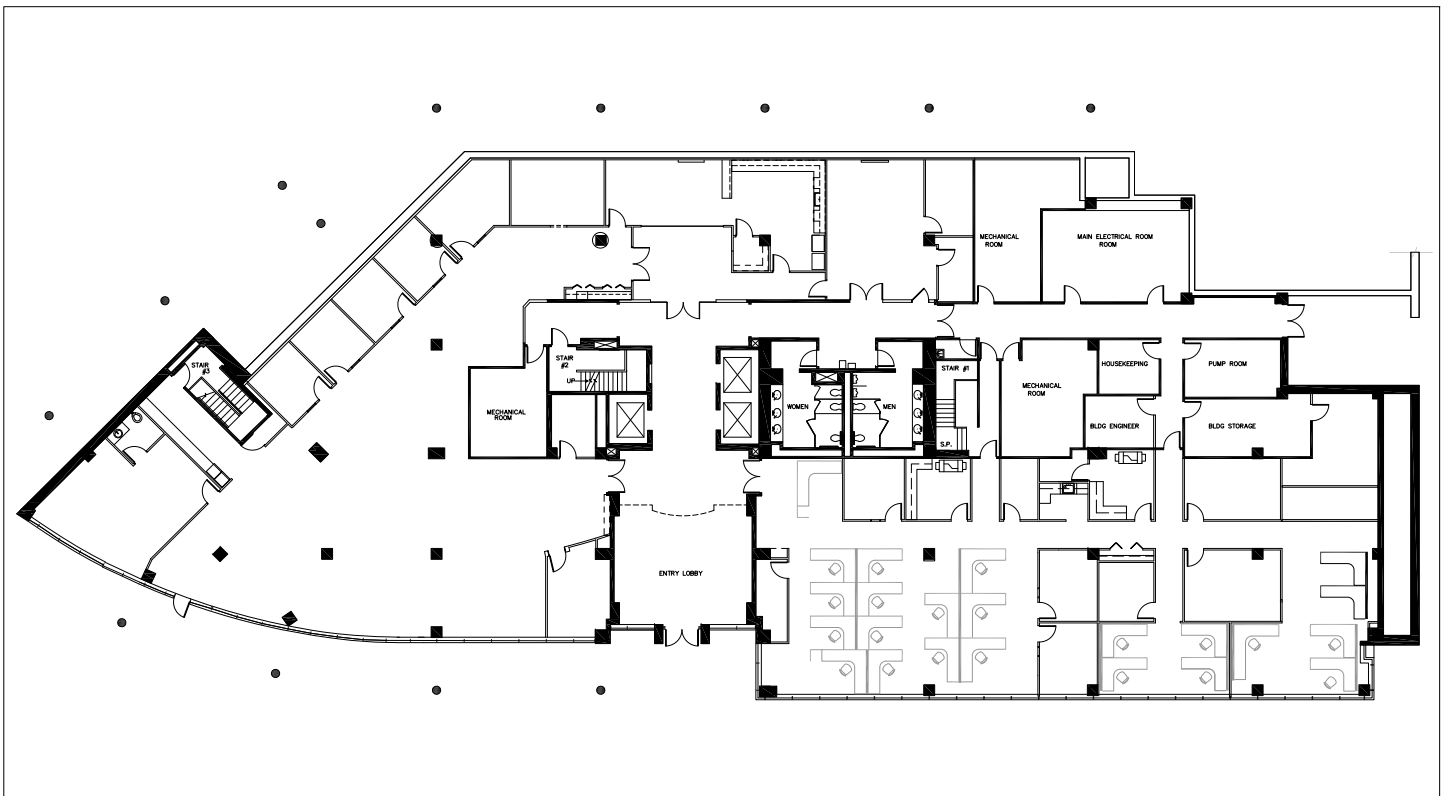 MECHANICAL
ROOM
MAIN ELECTRICAL ROOM
ROOM
STAIR
#3
STAIR
#2
UP
MECHANICAL
ROOM
WOMEN
MEN
STAIR #1
S.P.
MECHANICAL
ROOM
HOUSEKEEPING
PUMP ROOM
BLDG ENGINEER
BLDG STORAGE
ENTRY LOBBY